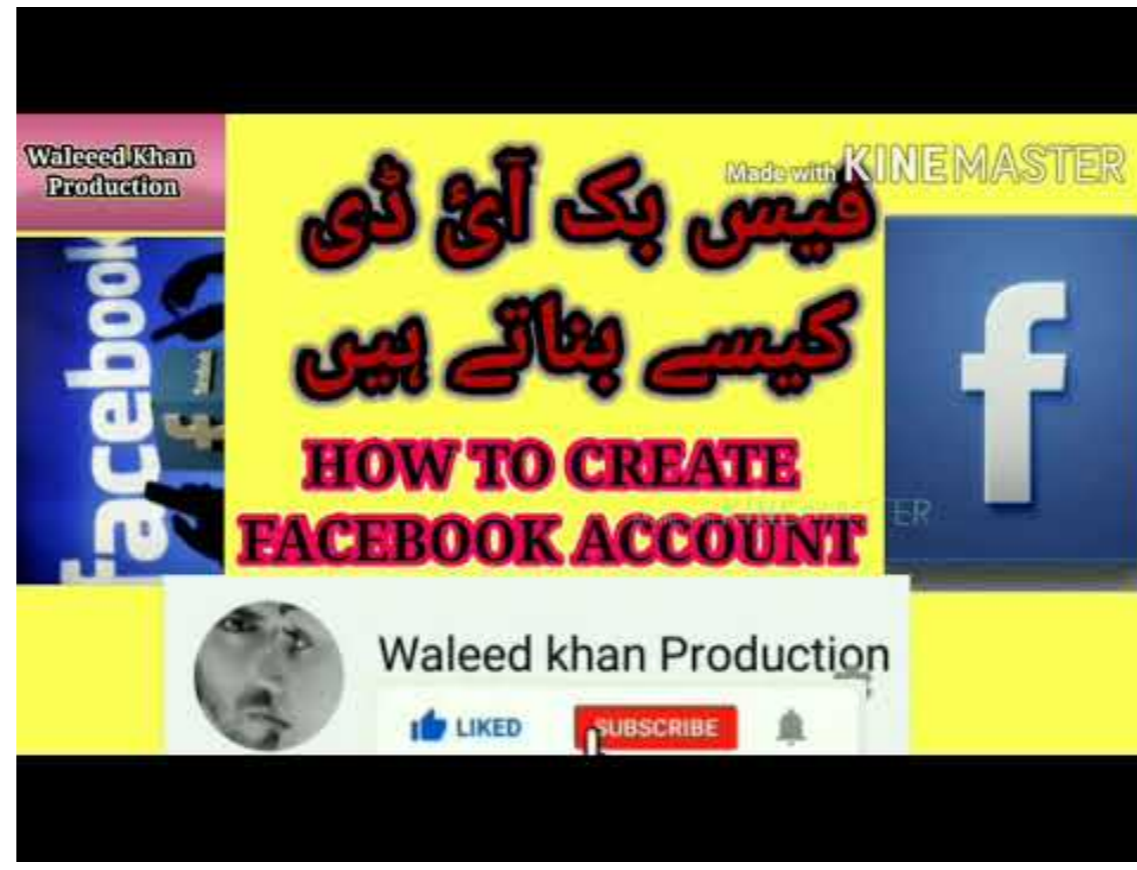 Waleeed Khan
Production
Made with KINEMASTER
فیس بک آئ ڈی
کیسے بناتے ہیں
HOW TO CREATE
FACEBOOK ACCOUNT
facebook
f
f
Waleed khan Production
LIKED
SUBSCRIBE